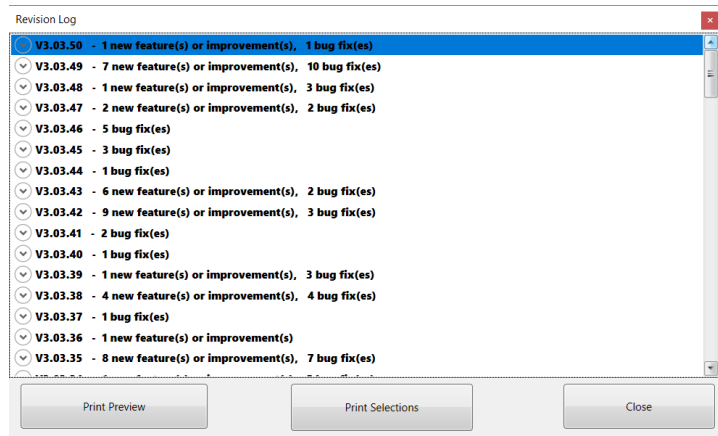 Revision Log
V3.03.50 - 1 new feature(s) or improvement(s), 1 bug fix(es)
V3.03.49 - 7 new feature(s) or improvement(s), 10 bug fix(es)
V3.03.48 - 1 new feature(s) or improvement(s), 3 bug fix(es)
V3.03.47 - 2 new feature(s) or improvement(s), 2 bug fix(es)
V3.03.46 - 5 bug fix(es)
V3.03.45 - 3 bug fix(es)
V3.03.44 - 1 bug fix(es)
V3.03.43 - 6 new feature(s) or improvement(s), 2 bug fix(es)
V3.03.42 - 9 new feature(s) or improvement(s), 3 bug fix(es)
V3.03.41 - 2 bug fix(es)
V3.03.40 - 1 bug fix(es)
V3.03.39 - 1 new feature(s) or improvement(s), 3 bug fix(es)
V3.03.38 - 4 new feature(s) or improvement(s), 4 bug fix(es)
V3.03.37 - 1 bug fix(es)
V3.03.36 - 1 new feature(s) or improvement(s)
V3.03.35 - 8 new feature(s) or improvement(s), 7 bug fix(es)
Print Preview
Print Selections
Close